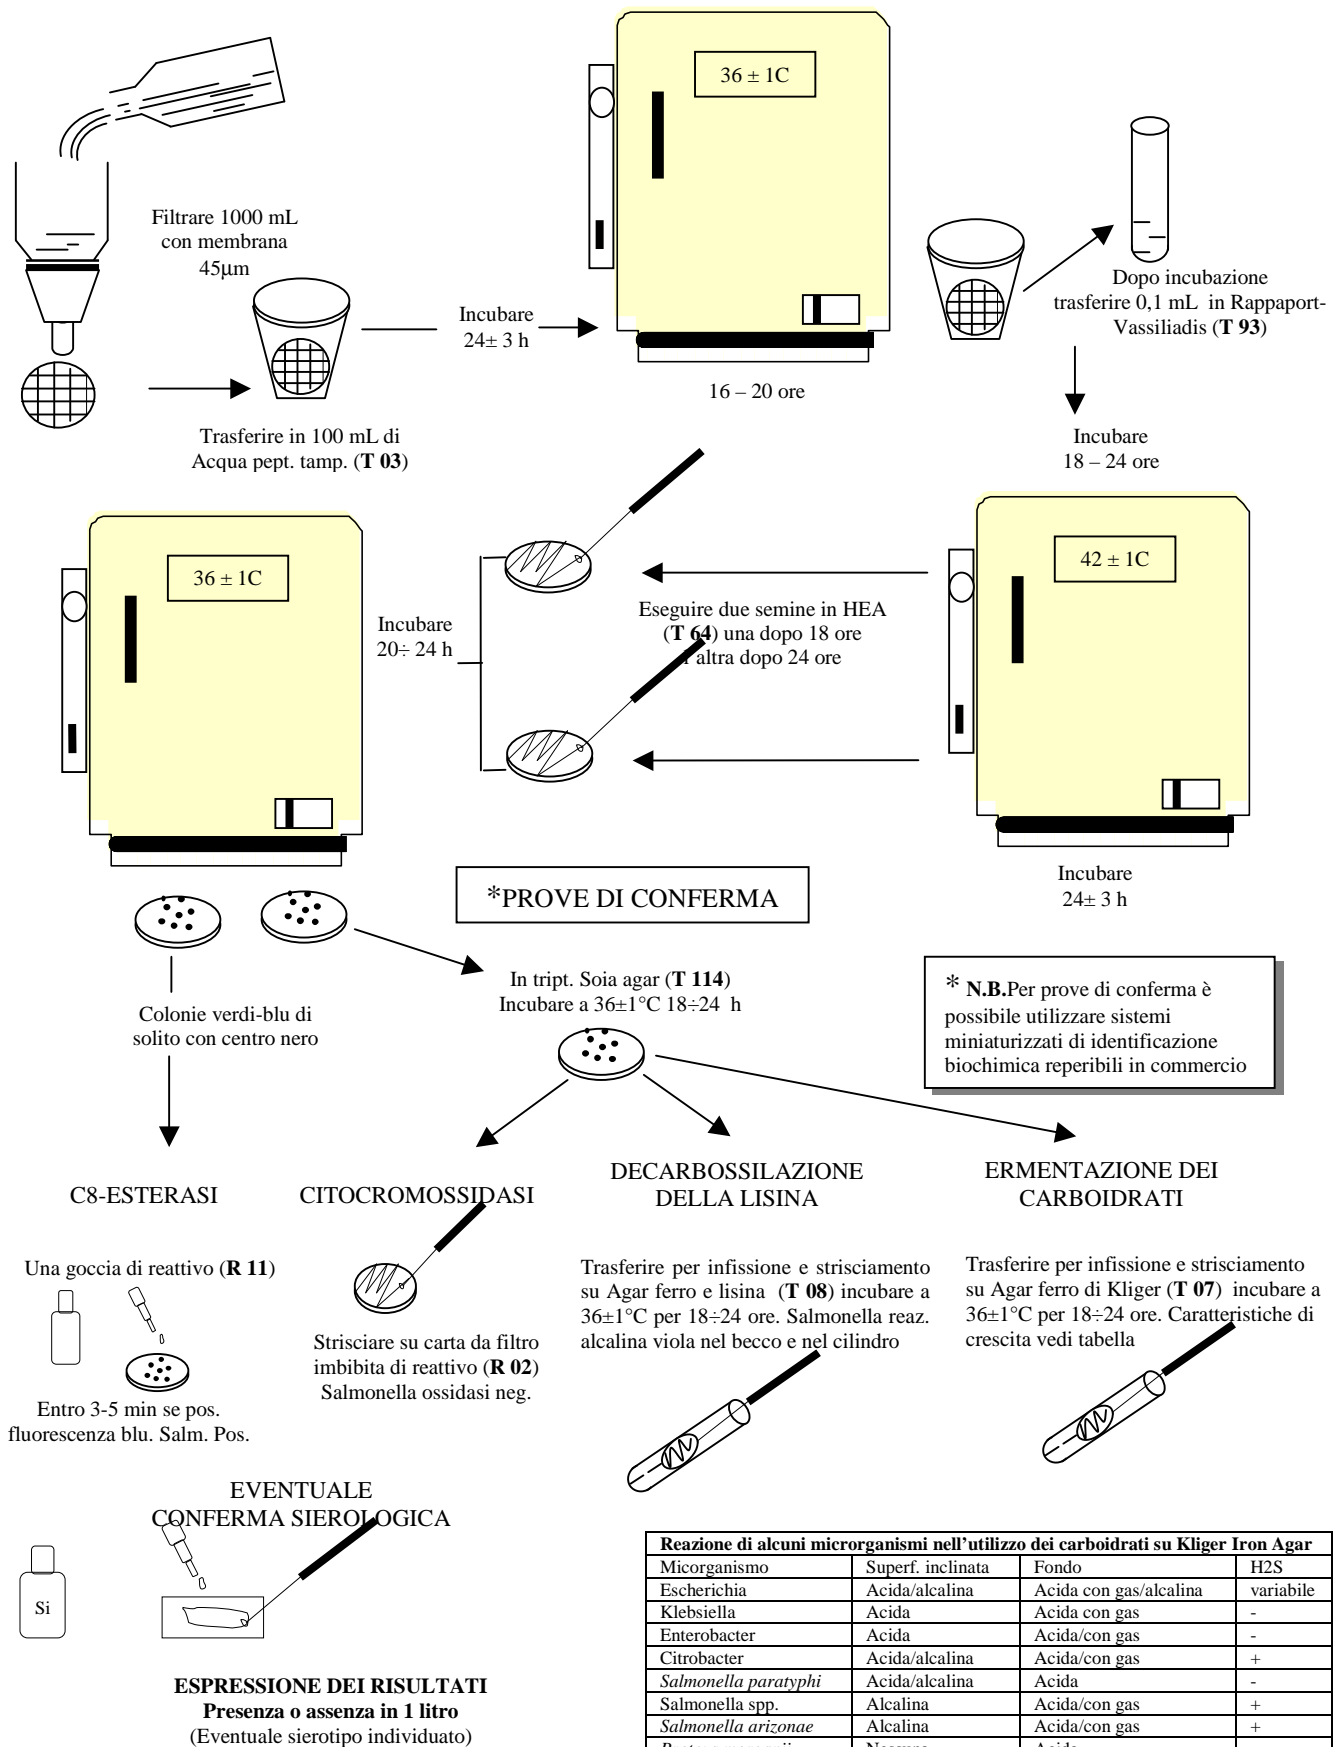 36 ± 1C
Filtrare 1000 mL
con membrana
45µm
Incubare
24± 3 h
16 – 20 ore
Dopo incubazione
trasferire 0,1 mL in Rappaport-
Vassiliadis (T 93)
Trasferire in 100 mL di
Acqua pept. tamp. (T 03)
Incubare
18 – 24 ore
36 ± 1C
Incubare
20÷ 24 h
Eseguire due semine in HEA
(T 64) una dopo 18 ore
altra dopo 24 ore
42 ± 1C
Incubare
24± 3 h
*PROVE DI CONFERMA
In tript. Soia agar (T 114)
Incubare a 36±1°C 18÷24 h
* N.B.Per prove di conferma è
possibile utilizzare sistemi
miniaturizzati di identificazione
biochimica reperibili in commercio
Colonie verdi-blu di
solito con centro nero
C8-ESTERASI
CITOCROMOSSIDASI
DECARBOSSILAZIONE
DELLA LISINA
ERMENTAZIONE DEI
CARBOIDRATI
Una goccia di reattivo (R 11)
Entro 3-5 min se pos.
fluorescenza blu. Salm. Pos.
Strisciare su carta da filtro
imbibita di reattivo (R 02)
Salmonella ossidasi neg.
Trasferire per infissione e strisciamento
su Agar ferro e lisina (T 08) incubare a
36±1°C per 18÷24 ore. Salmonella reaz.
alcalina viola nel becco e nel cilindro
Trasferire per infissione e strisciamento
su Agar ferro di Kliger (T 07) incubare a
36±1°C per 18÷24 ore. Caratteristiche di
crescita vedi tabella
EVENTUALE
CONFERMA SIEROLOGICA
Si
ESPRESSIONE DEI RISULTATI
Presenza o assenza in 1 litro
(Eventuale sierotipo individuato)
Reazione di alcuni microrganismi nell'utilizzo dei carboidrati su Kliger Iron Agar
Micorganismo Superf. inclinata Fondo H2S
Escherichia Acida/alcalina Acida con gas/alcalina variabile
Klebsiella Acida Acida con gas -
Enterobacter Acida Acida/con gas -
Citrobacter Acida/alcalina Acida/con gas +
Salmonella paratyphi Acida/alcalina Acida -
Salmonella spp. Alcalina Acida/con gas +
Salmonella arizonae Alcalina Acida/con gas +